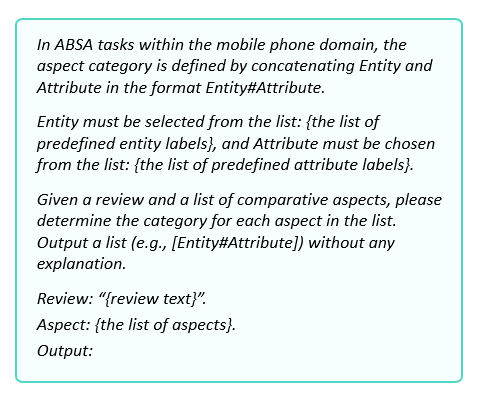 In ABSA tasks within the mobile phone domain, the
aspect category is defined by concatenating Entity and
Attribute in the format Entity#Attribute.
Entity must be selected from the list: {the list of
predefined entity labels}, and Attribute must be chosen
from the list: {the list of predefined attribute labels}.
Given a review and a list of comparative aspects, please
determine the category for each aspect in the list.
Output a list (e.g., [Entity#Attribute]) without any
explanation.
Review: “{review text}”.
Aspect: {the list of aspects}.
Output: